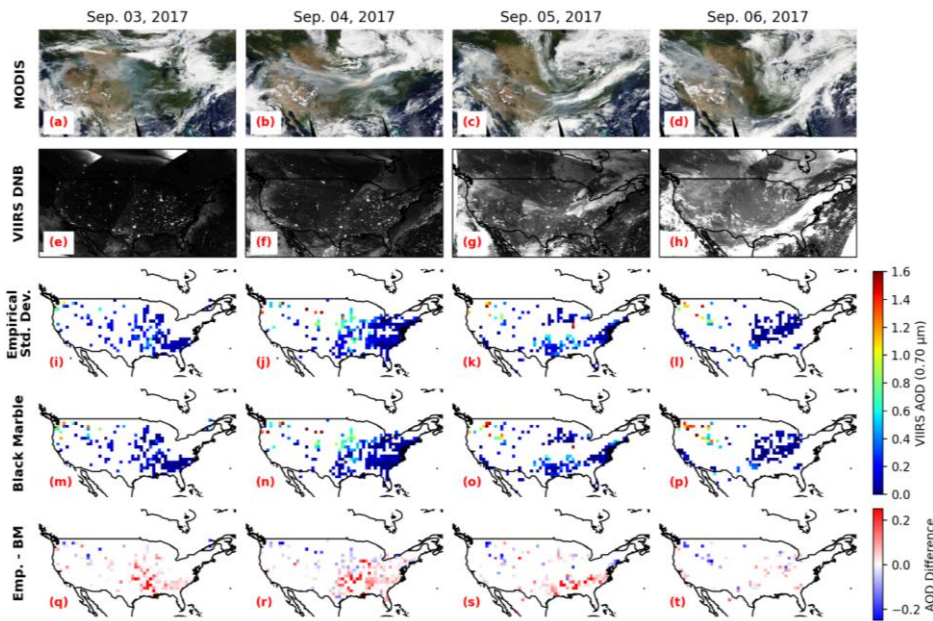 Sep. 03, 2017
Sep. 04, 2017
Sep. 05, 2017
Sep. 06, 2017
MODIS
(a)
(b)
(c)
(d)
VIIRS DNB
(e)
(f)
(g)
(h)
Empirical
Std. Dev.
(i)
(j)
(k)
(l)
Black Marble
(m)
(n)
(o)
(p)
Emp. - BM
(q)
(r)
(s)
(t)
1.6
1.4
1.2
1.0
0.8
0.6
0.4
0.2
0.0
VIIRS AOD (0.70 μm)
0.2
0.0
−0.2
AOD Difference